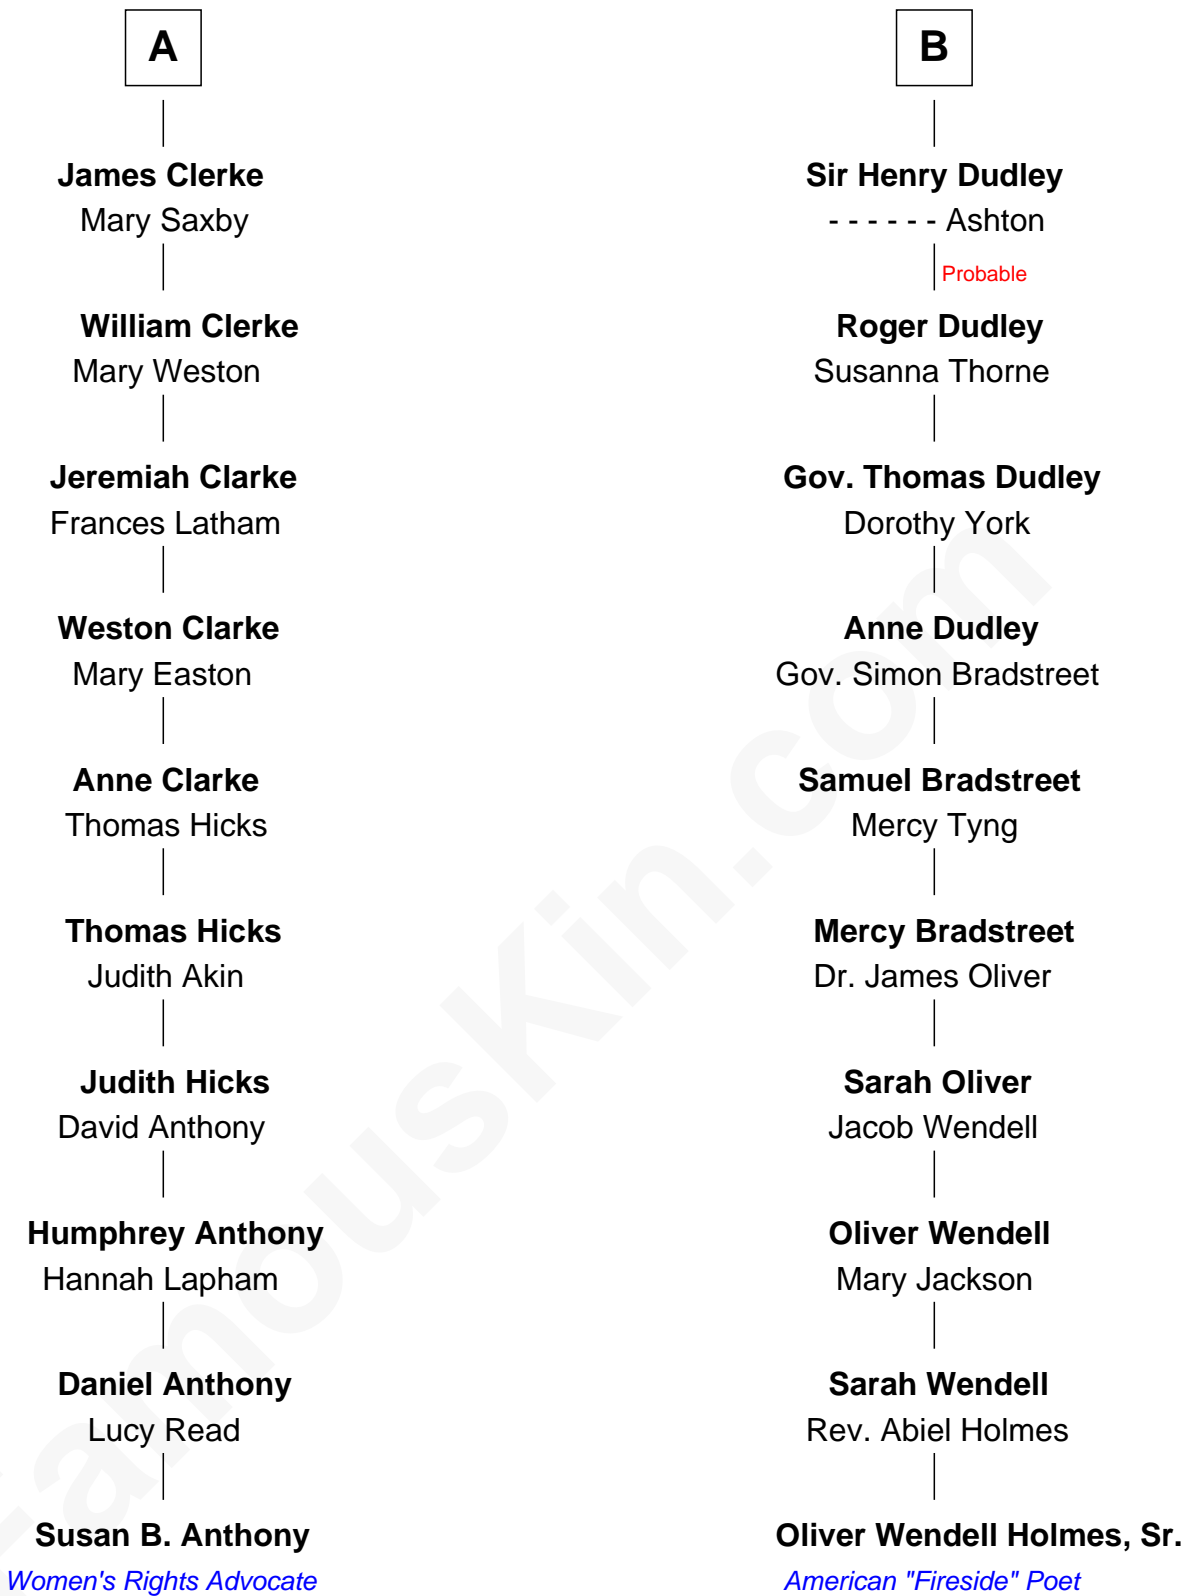 A
James Clerke
Mary Saxby
William Clerke
Mary Weston
Jeremiah Clarke
Frances Latham
Weston Clarke
Mary Easton
Anne Clarke
Thomas Hicks
Thomas Hicks
Judith Akin
Judith Hicks
David Anthony
Humphrey Anthony
Hannah Lapham
Daniel Anthony
Lucy Read
Susan B. Anthony
Women's Rights Advocate
B
Sir Henry Dudley
- - - - - - Ashton
Probable
Roger Dudley
Susanna Thorne
Gov. Thomas Dudley
Dorothy York
Anne Dudley
Gov. Simon Bradstreet
Samuel Bradstreet
Mercy Tyng
Mercy Bradstreet
Dr. James Oliver
Sarah Oliver
Jacob Wendell
Oliver Wendell
Mary Jackson
Sarah Wendell
Rev. Abiel Holmes
Oliver Wendell Holmes, Sr.
American "Fireside" Poet
FamousKin.com